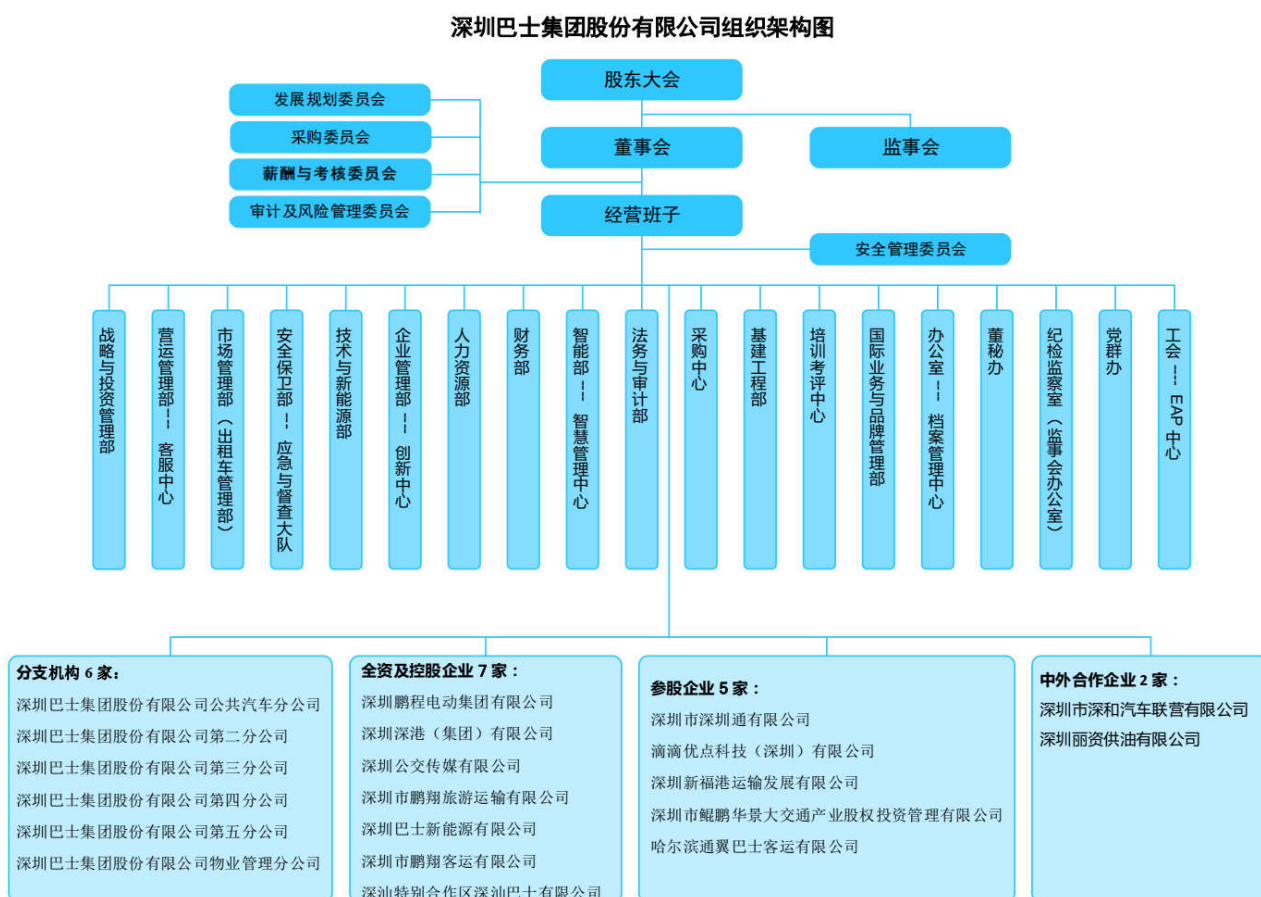 深圳巴士集团股份有限公司组织架构图
股东大会
发展规划委员会
采购委员会
薪酬与考核委员会
审计及风险管理委员会
董事会
监事会
经营班子
安全管理委员会
战略与投资管理部
营运管理部--- 客服中心
市场管理部（出租车管理部）
安全保卫部 --- 应急与督查大队
技术与新能源部
企业管理部 --- 创新中心
人力资源部
财务部
智能部 --- 智慧管理中心
法务与审计部
采购中心
基建工程部
培训考评中心
国际业务与品牌管理部
办公室 --- 档案管理中心
董秘办
纪检监察室（监事会办公室）
党群办
工会 --- EAP 中心
分支机构 6 家：
深圳巴士集团股份有限公司公共汽车分公司
深圳巴士集团股份有限公司第二分公司
深圳巴士集团股份有限公司第三分公司
深圳巴士集团股份有限公司第四分公司
深圳巴士集团股份有限公司第五分公司
深圳巴士集团股份有限公司物业管理分公司
全资及控股企业 7 家：
深圳鹏程电动集团有限公司
深圳深港（集团）有限公司
深圳公交传媒有限公司
深圳市鹏翔旅游运输有限公司
深圳巴士新能源有限公司
深圳市鹏翔客运有限公司
深汕特别合作区深汕巴士有限公司
参股企业 5 家：
深圳市深圳通有限公司
滴滴优点科技（深圳）有限公司
深圳新福港运输发展有限公司
深圳市鲲鹏华景大交通产业股权投资管理有限公司
哈尔滨通翼巴士客运有限公司
中外合作企业 2 家：
深圳市深和汽车联营有限公司
深圳丽资供油有限公司